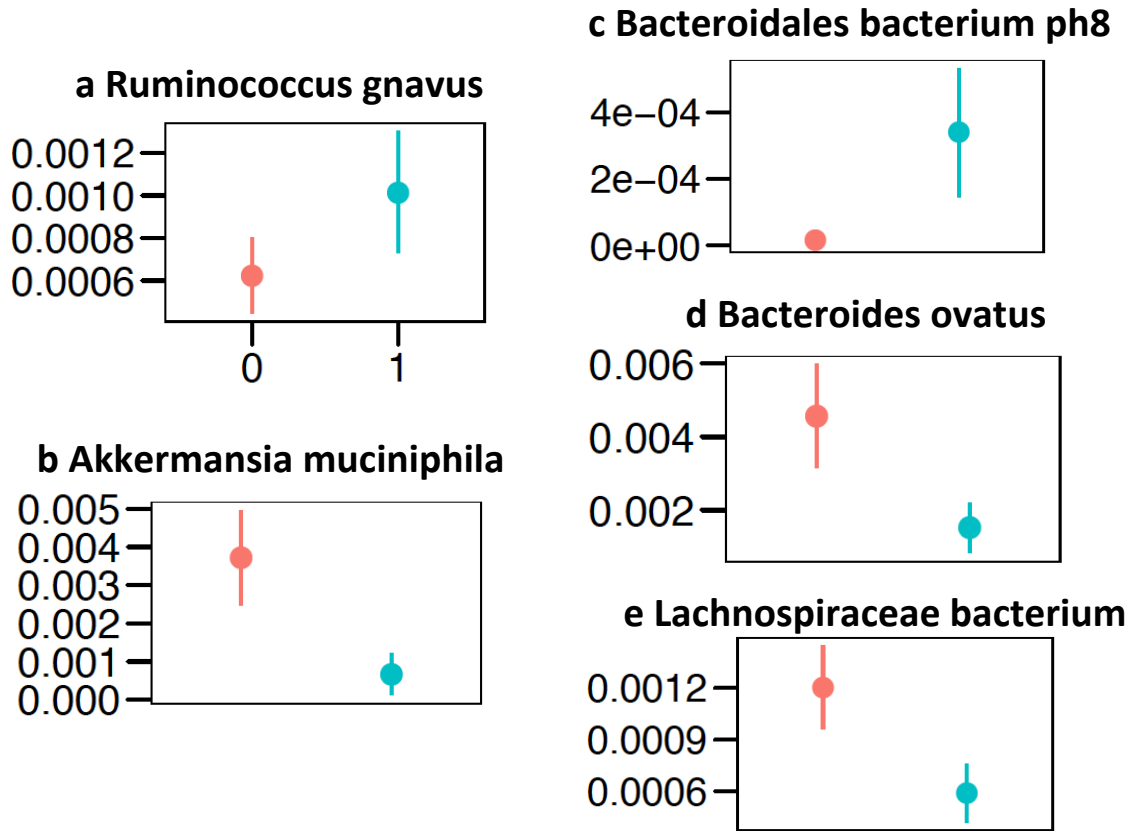 a Ruminococcus gnavus
0.0012
0.0010
0.0008
0.0006
0 1
b Akkermansia muciniphila
0.005
0.004
0.003
0.002
0.001
0.000
c Bacteroidales bacterium ph8
4e−04
2e−04
0e+00
d Bacteroides ovatus
0.006
0.004
0.002
e Lachnospiraceae bacterium
0.0012
0.0009
0.0006